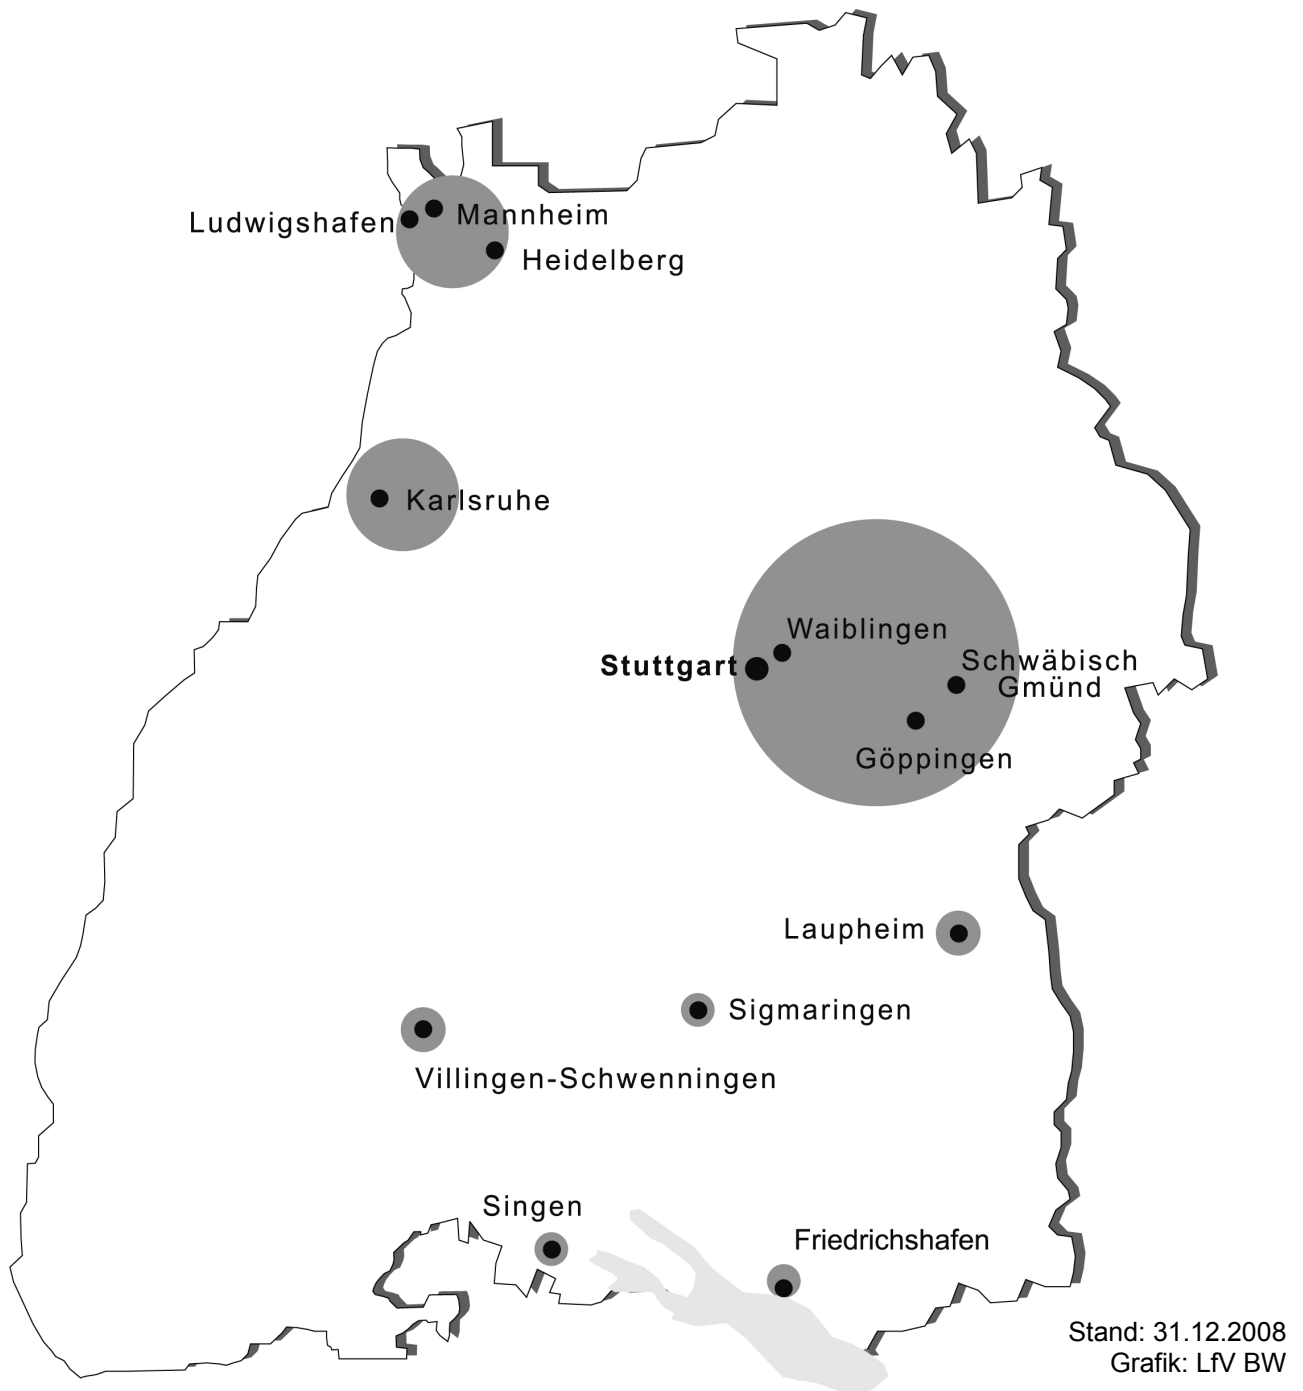 Ludwigshafen
Mannheim
Heidelberg
Karlsruhe
Waiblingen
Stuttgart
Schwäbisch
Gmünd
Göppingen
Laupheim
Sigmaringen
Villingen-Schwenningen
Singen
Friedrichshafen
Stand: 31.12.2008
Grafik: LfV BW